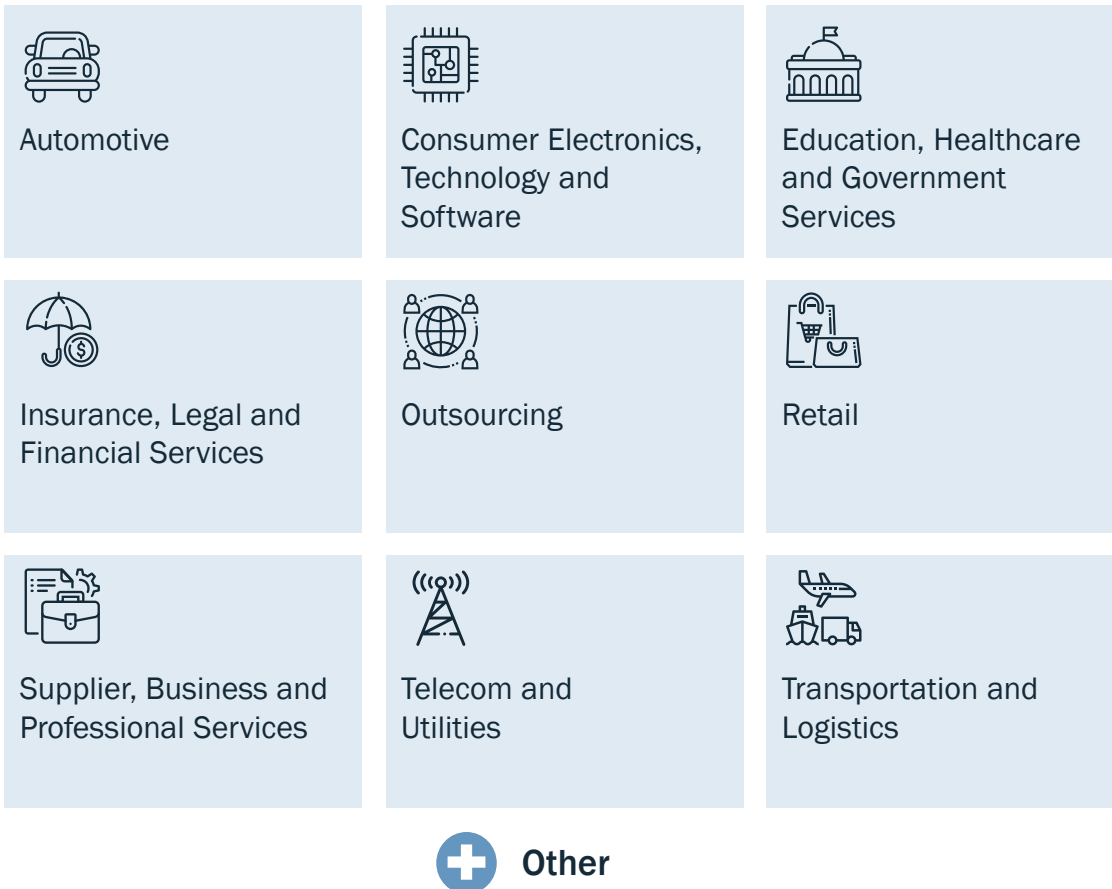 Automotive
Consumer Electronics,
Technology and
Software
Education, Healthcare
and Government
Services
Insurance, Legal and
Financial Services
$
Outsourcing
Retail
Supplier, Business and
Professional Services
Telecom and
Utilities
Transportation and
Logistics
Other